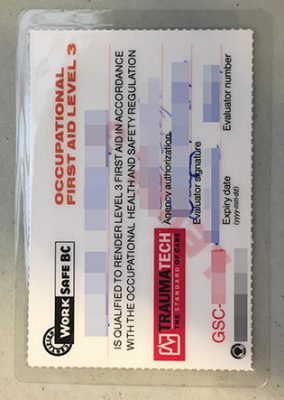 WORK SAFE BC
OCCUPATIONAL
FIRST AID LEVEL 3
IS QUALIFIED TO RENDER LEVEL 3 FIRST AID IN ACCORDANCE
WITH THE OCCUPATIONAL HEALTH AND SAFETY REGULATION
TRAUMATECH
THE STANDARD OF CARE
Agency authorization
Evaluator signature
GSC-
Expiry date
(yyyy-mm-dd)
Evaluator number